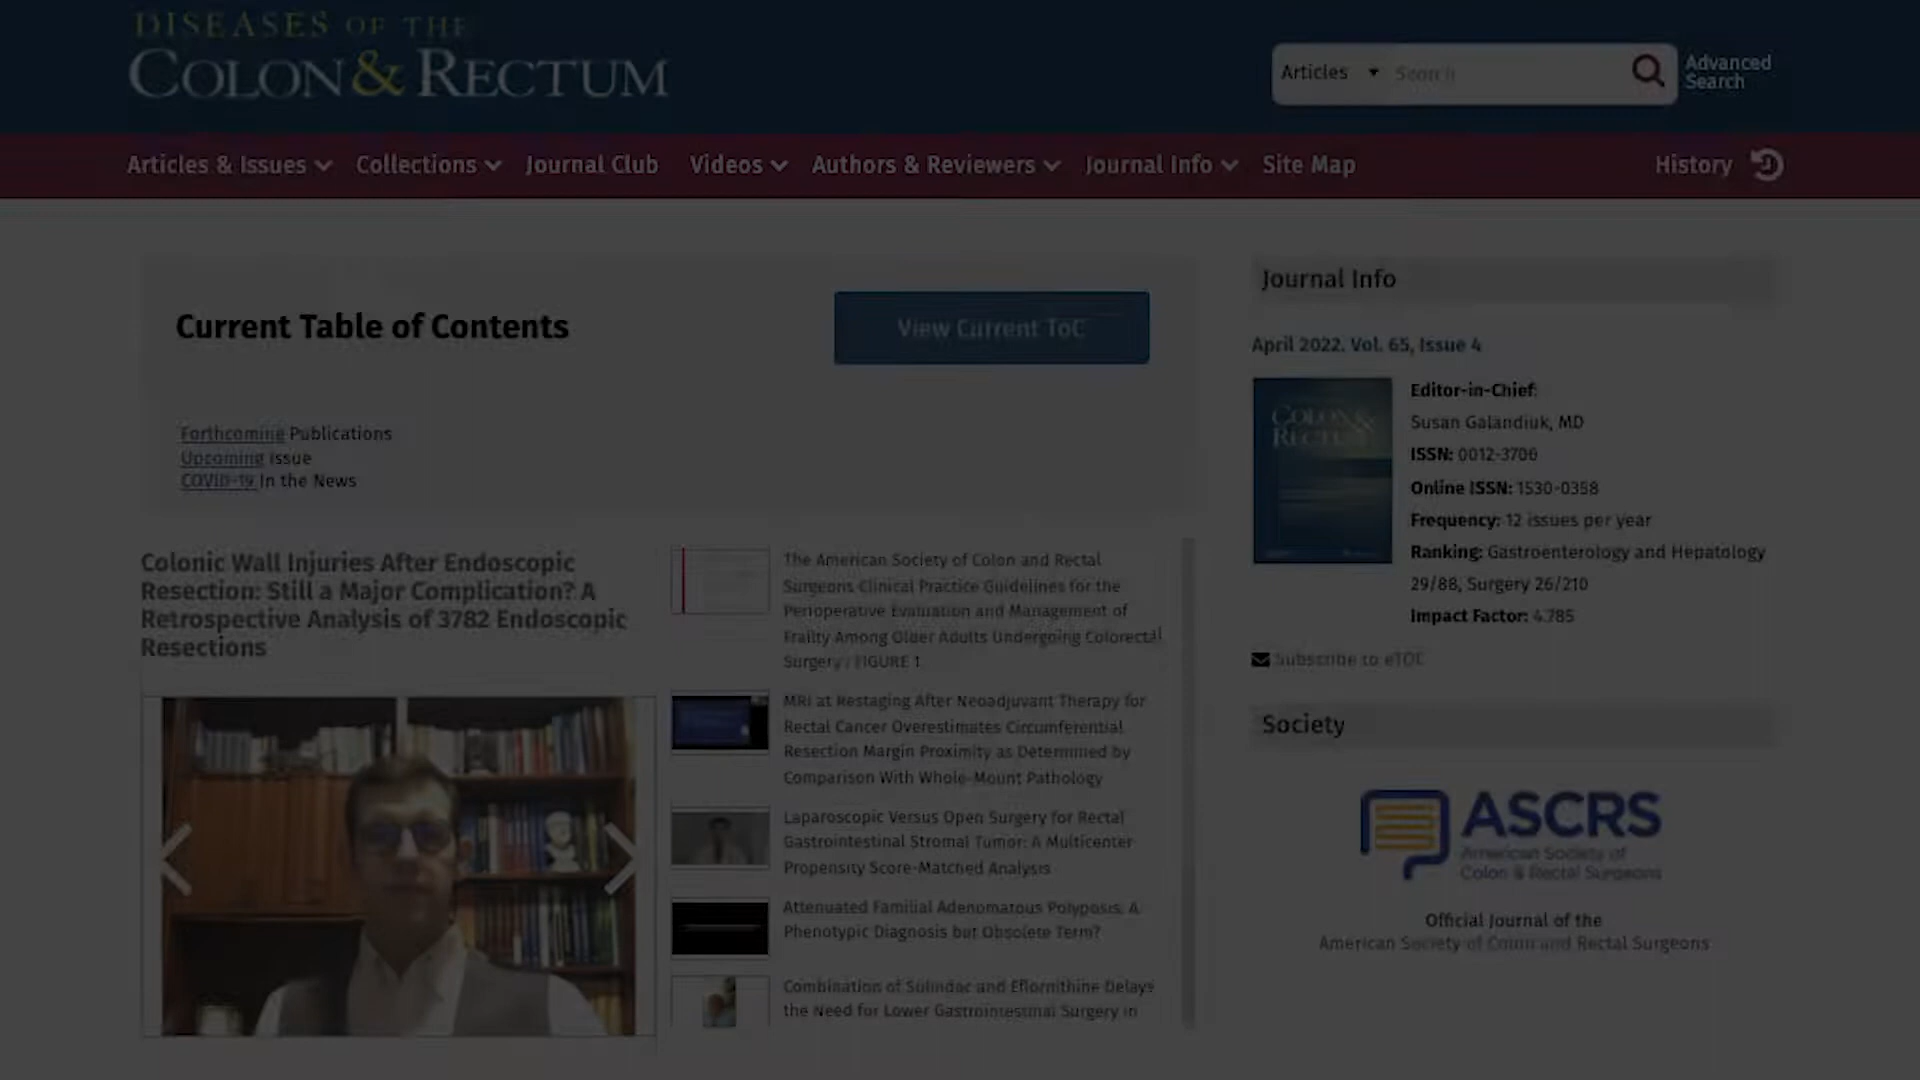 DISEASES OF THE
COLON & RECTUM
Articles
Search
Advanced
Search
Articles & Issues
Collections
Journal Club
Videos
Authors & Reviewers
Journal Info
Site Map
History
Current Table of Contents
View Current ToC
Forthcoming Publications
Upcoming Issue
COVID-19 In the News
Colonic Wall Injuries After Endoscopic
Resection: Still a Major Complication? A
Retrospective Analysis of 3782 Endoscopic
Resections
The American Society of Colon and Rectal
Surgeons Clinical Practice Guidelines for the
Perioperative Evaluation and Management of
Frailty Among Older Adults Undergoing Colorectal
Surgery / FIGURE 1
MRI at Restaging After Neoadjuvant Therapy for
Rectal Cancer Overestimates Circumferential
Resection Margin Proximity as Determined by
Comparison With Whole-Mount Pathology
Laparoscopic Versus Open Surgery for Rectal
Gastrointestinal Stromal Tumor: A Multicenter
Propensity Score-Matched Analysis
Attenuated Familial Adenomatous Polyposis: A
Phenotypic Diagnosis but Obsolete Term?
Combination of Sulindac and Eflornithine Delays
the Need for Lower Gastrointestinal Surgery in
Journal Info
April 2022. Vol. 65, Issue 4
COLON &
RECTUM
Editor-in-Chief:
Susan Galandiuk, MD
ISSN: 0012-3706
Online ISSN: 1530-0358
Frequency: 12 issues per year
Ranking: Gastroenterology and Hepatology
29/88, Surgery 26/210
Impact Factor: 4.785
Subscribe to eTOC
Society
ASCRS
American Society of
Colon & Rectal Surgeons
Official Journal of the
American Society of Colon and Rectal Surgeons